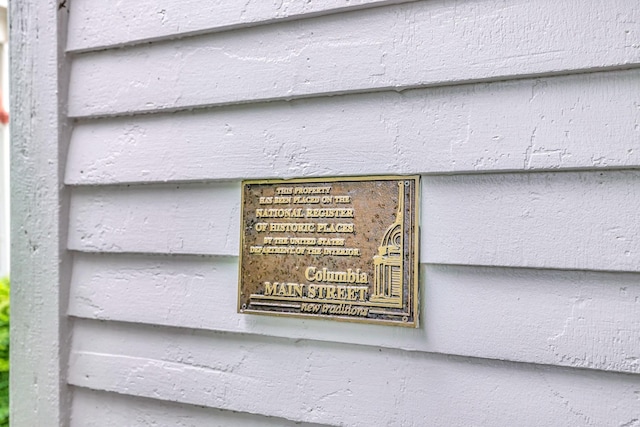 THIS PROPERTY
HAS BEEN PLACED ON THE
NATIONAL REGISTER
OF HISTORIC PLACES
BY THE UNITED STATES
DEPARTMENT OF THE INTERIOR
Columbia
MAIN STREET
new traditions